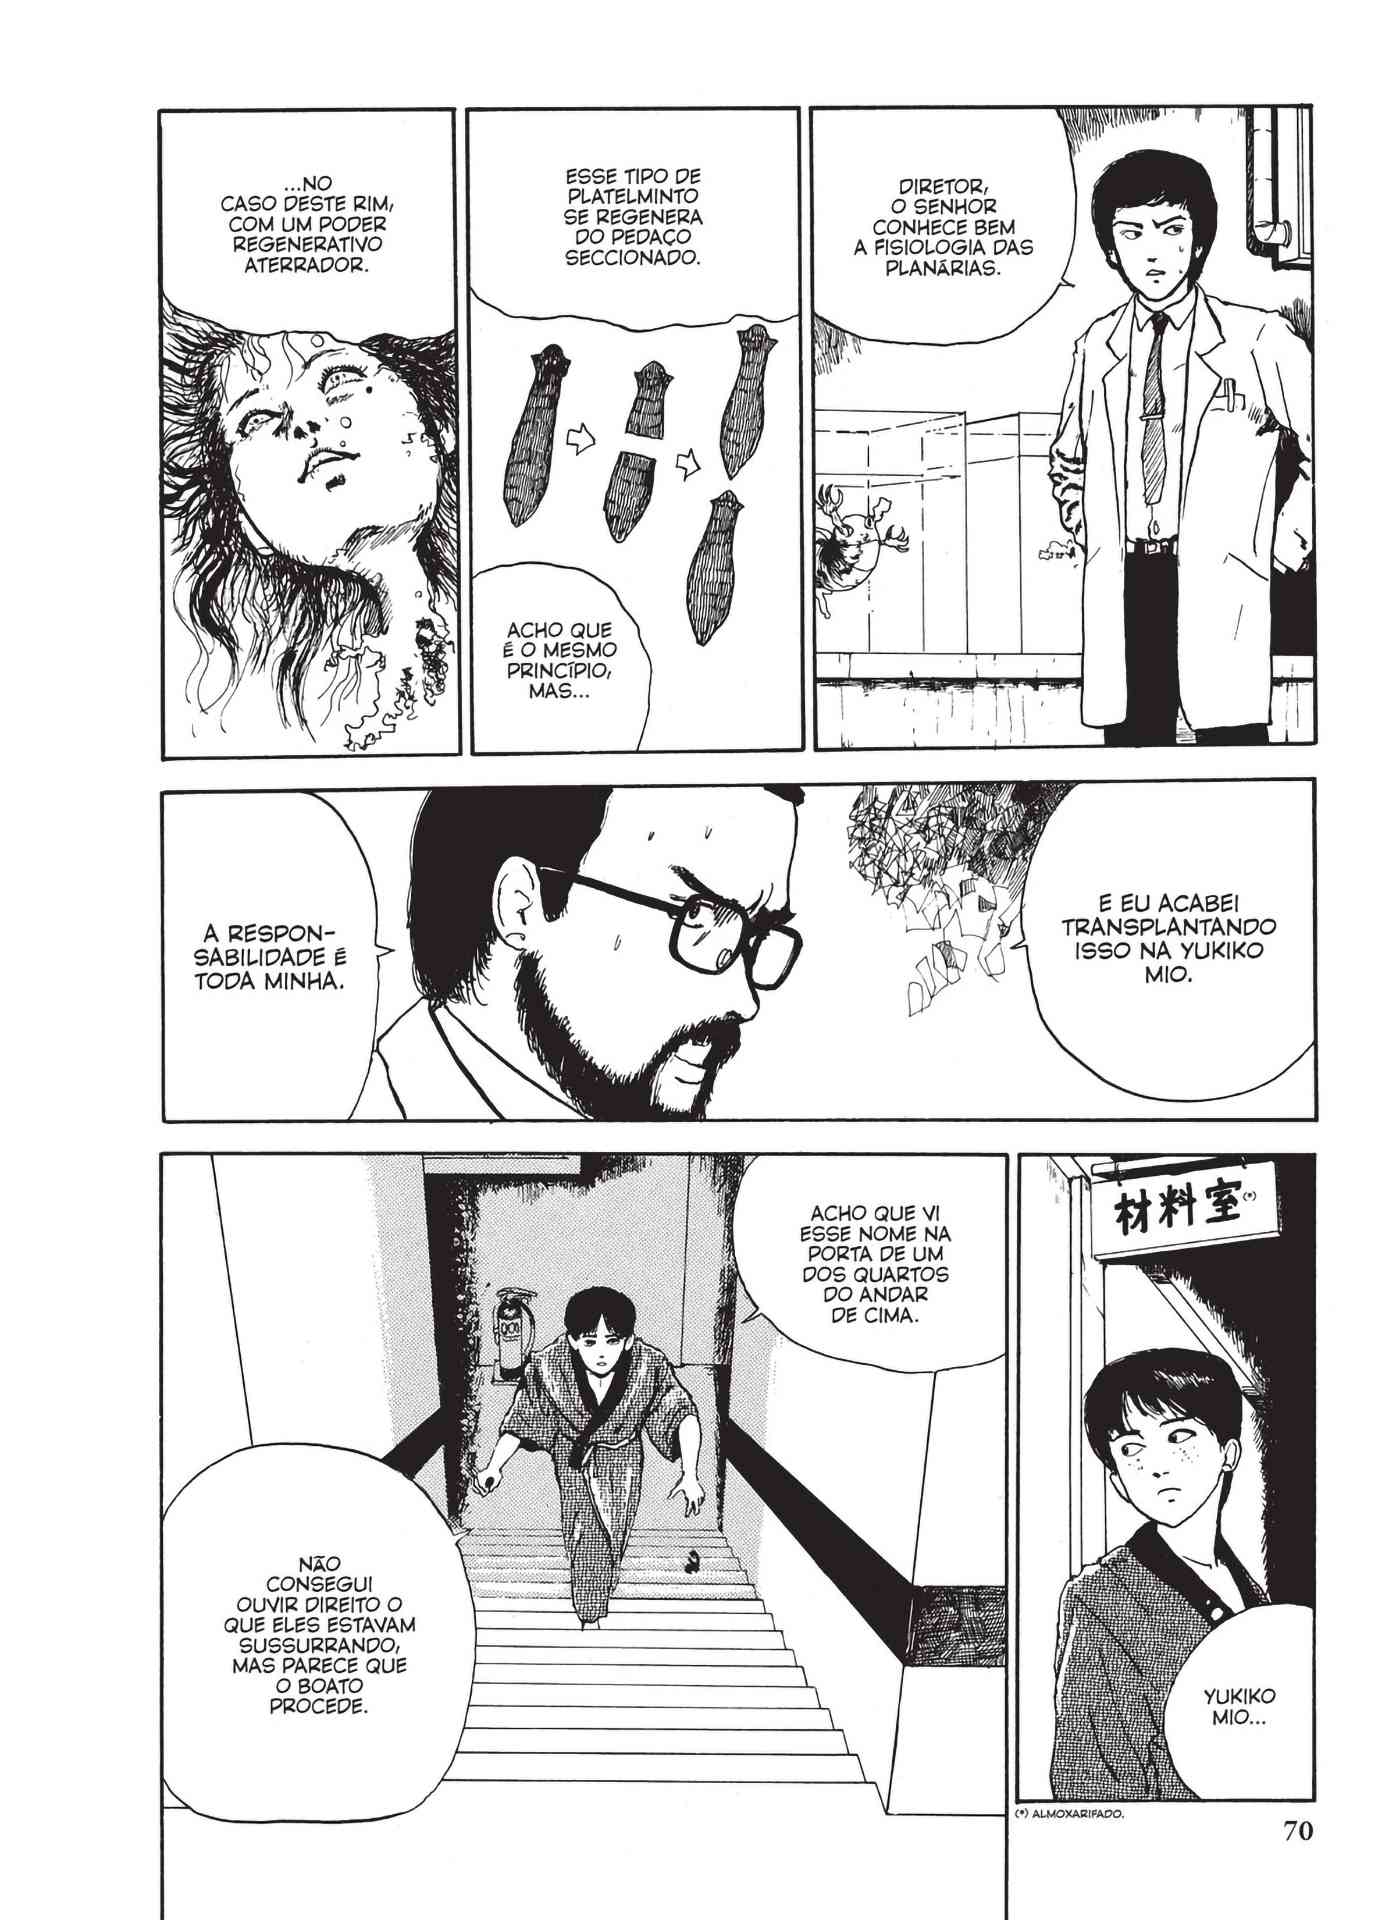 DIRETOR,
O SENHOR
CONHECE BEM
A FISIOLOGIA DAS
PLANÁRIAS.
ESSE TIPO DE
PLATELMINTO
SE REGENERA
DO PEDAÇO
SECCIONADO.
ACHO QUE
É O MESMO
PRINCÍPIO,
MAS...
...NO
CASO DESTE RIM,
COM UM PODER
REGENERATIVO
ATERRADOR.
E EU ACABEI
TRANSPLANTANDO
ISSO NA YUKIKO
MIO.
A RESPON-
SABILIDADE É
TODA MINHA.
材料室(*)
YUKIKO
MIO...
(*) ALMOXARIFADO.
ACHO QUE VI
ESSE NOME NA
PORTA DE UM
DOS QUARTOS
DO ANDAR
DE CIMA.
NÃO
CONSEGUI
OUVIR DIREITO O
QUE ELES ESTAVAM
SUSSURRANDO,
MAS PARECE QUE
O BOATO
PROCEDE.
70